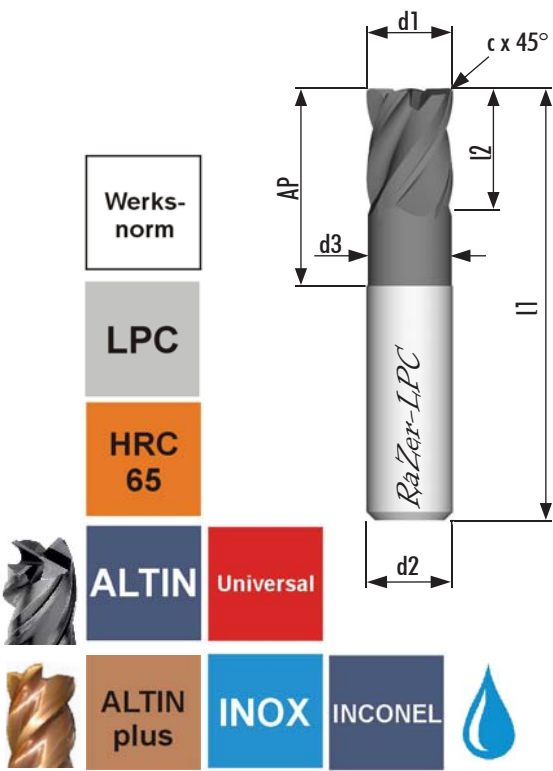 d1
c x 45°
AP
l2
d3
l1
Werks-
norm
LPC
HRC
65
RaZer-LPC
ALTIN
Universal
d2
ALTIN
plus
INOX
INCONEL